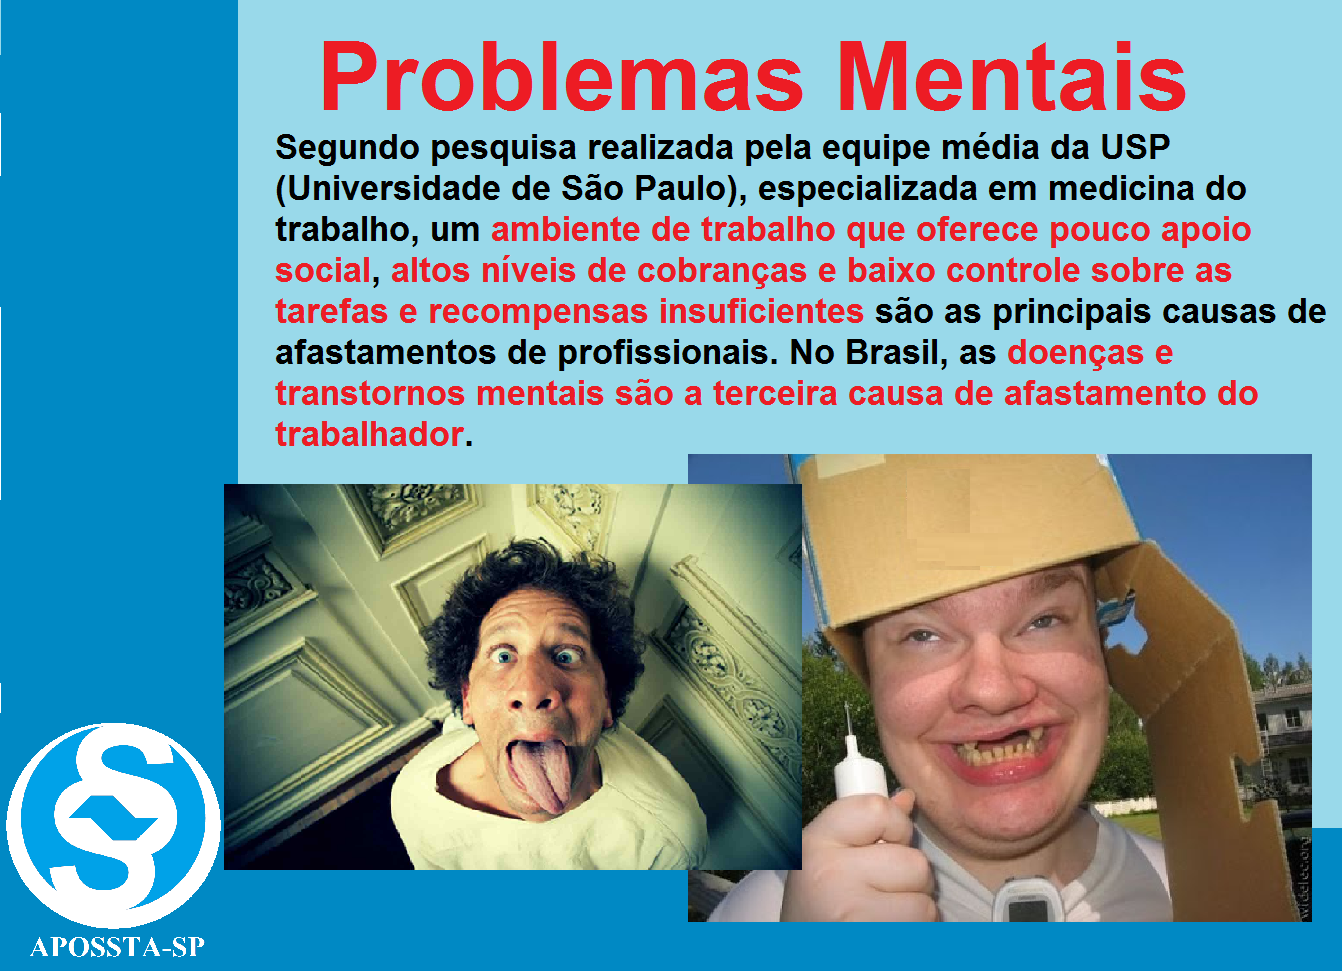 Problemas Mentais
Segundo pesquisa realizada pela equipe média da USP
(Universidade de São Paulo), especializada em medicina do
trabalho, um ambiente de trabalho que oferece pouco apoio
social, altos níveis de cobranças e baixo controle sobre as
tarefas e recompensas insuficientes são as principais causas de
afastamentos de profissionais. No Brasil, as doenças e
transtornos mentais são a terceira causa de afastamento do
trabalhador.
APOSSTA-SP